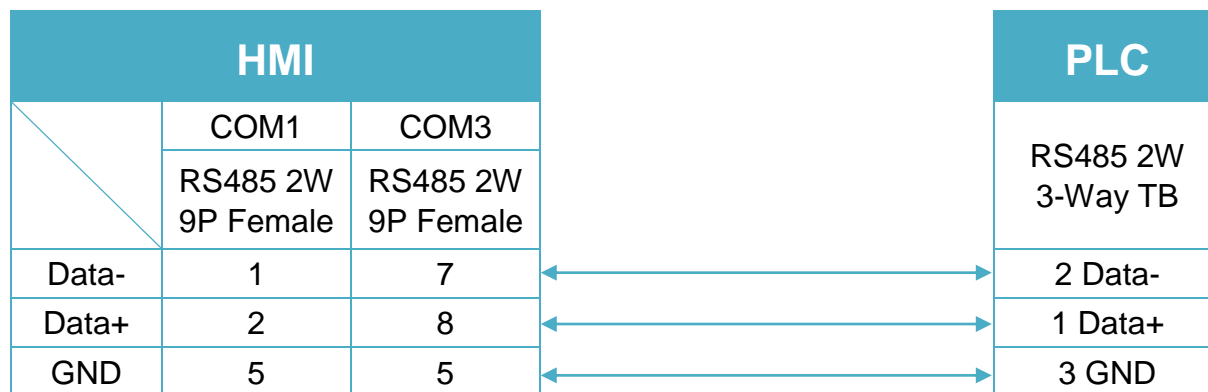 HMI PLC
COM1 COM3
RS485 2W
9P Female
RS485 2W
9P Female
RS485 2W
3-Way TB
Data- 1 7 2 Data-
Data+ 2 8 1 Data+
GND 5 5 3 GND